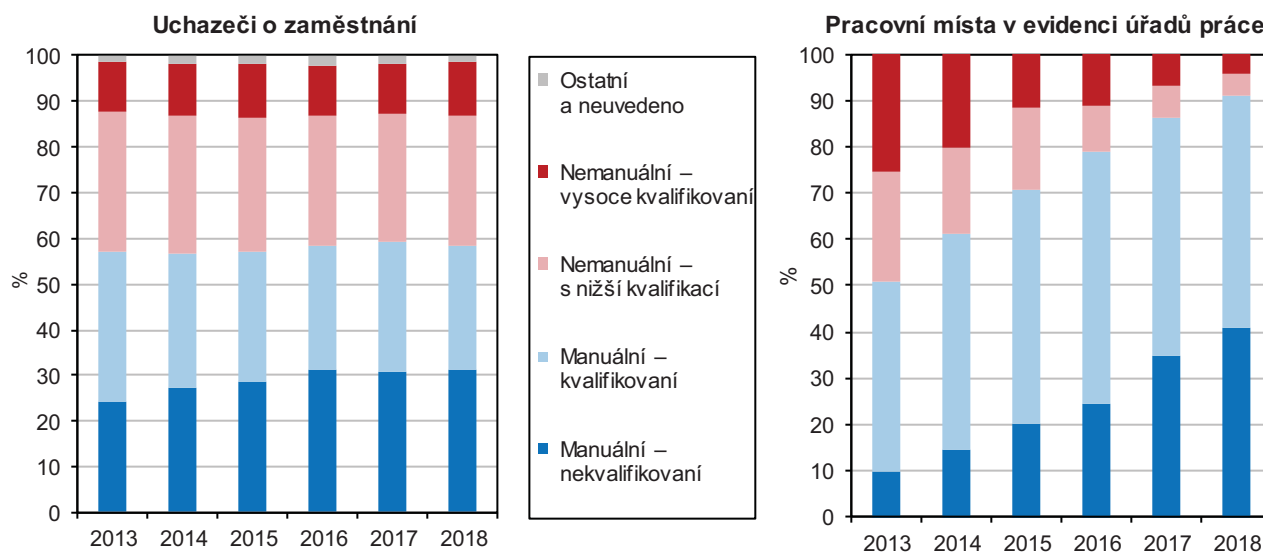 Uchazeči o zaměstnání
100
90
80
70
60
50
40
30
20
10
0
%
2013 2014 2015 2016 2017 2018
Ostatní
a neuvedeno
Nemanuální –
vysoce kvalifikovaní
Nemanuální –
s nižší kvalifikací
Manuální –
kvalifikovaní
Manuální –
nekvalifikovaní
Pracovní místa v evidenci úřadů práce
100
90
80
70
60
50
40
30
20
10
0
%
2013 2014 2015 2016 2017 2018